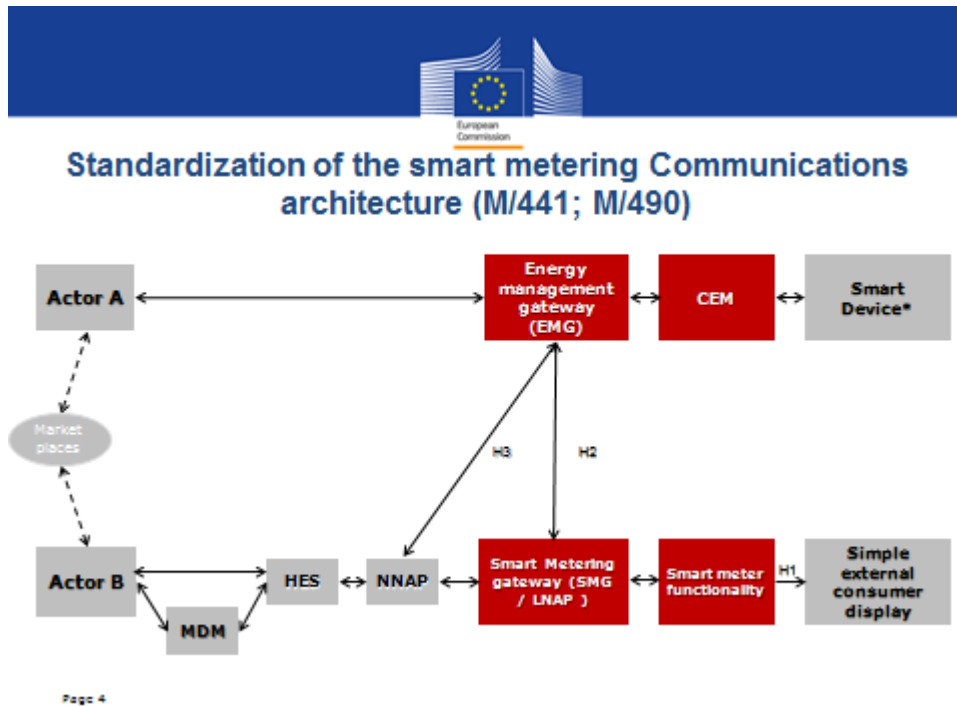 European
Commission
Standardization of the smart metering Communications
architecture (M/441; M/490)
Actor A
Energy
management
gateway
(EMG)
CEM
Smart
Device*
Market
places
H3
H2
Actor B
HES
NNAP
Smart Metering
gateway (SMG
/ LNAP )
Smart meter
functionality
H1
Simple
external
consumer
display
MDM
Page 4